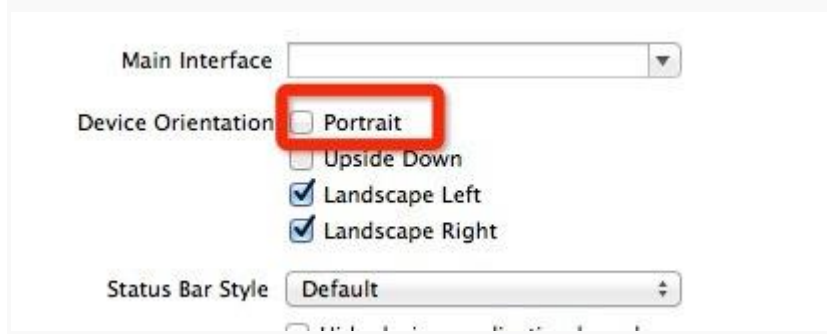 Main Interface
Device Orientation Portrait
Upside Down
Landscape Left
Landscape Right
Status Bar Style Default